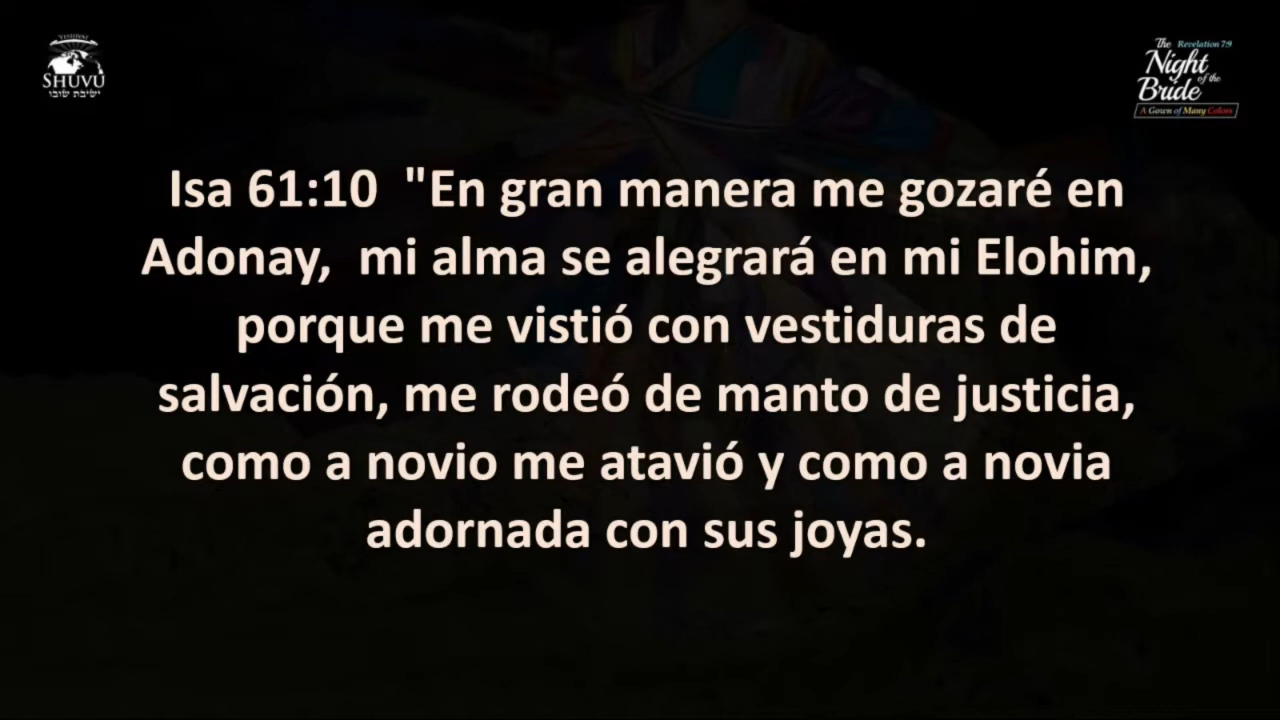 YESHIVAT
SHUVU
ישיבת שובו
The Revelation 7:9
Night
of the
Bride
A Gown of Many Colors
Isa 61:10  "En gran manera me gozaré en
Adonay,  mi alma se alegrará en mi Elohim,
porque me vistió con vestiduras de
salvación, me rodeó de manto de justicia,
como a novio me atavió y como a novia
adornada con sus joyas.